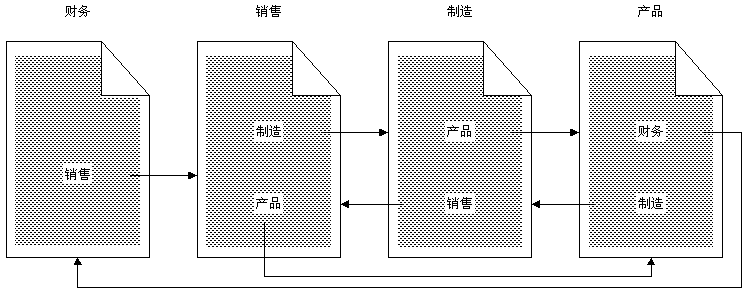 财务 销售 制造 产品
制造 产品 财务
销售
产品 销售 制造